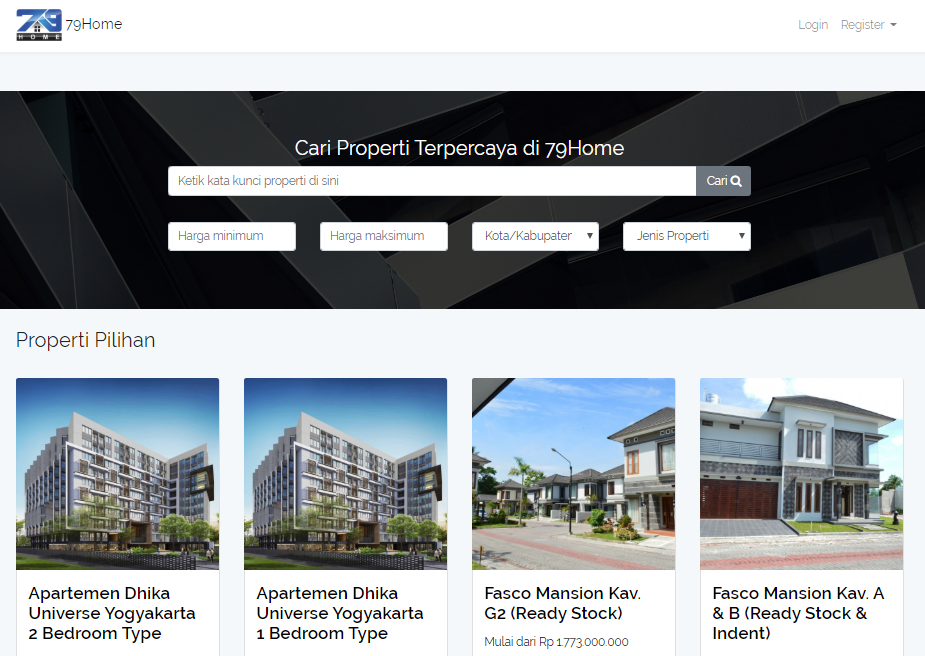 79 HOME 79Home
Login Register
Cari Properti Terpercaya di 79Home
Ketik kata kunci properti di sini Cari
Harga minimum Harga maksimum Kota/Kabupater Jenis Properti
Properti Pilihan
Apartemen Dhika
Universe Yogyakarta
2 Bedroom Type
Apartemen Dhika
Universe Yogyakarta
1 Bedroom Type
Fasco Mansion Kav.
G2 (Ready Stock)
Mulai dari Rp 1.773.000.000
Fasco Mansion Kav. A
& B (Ready Stock &
Indent)